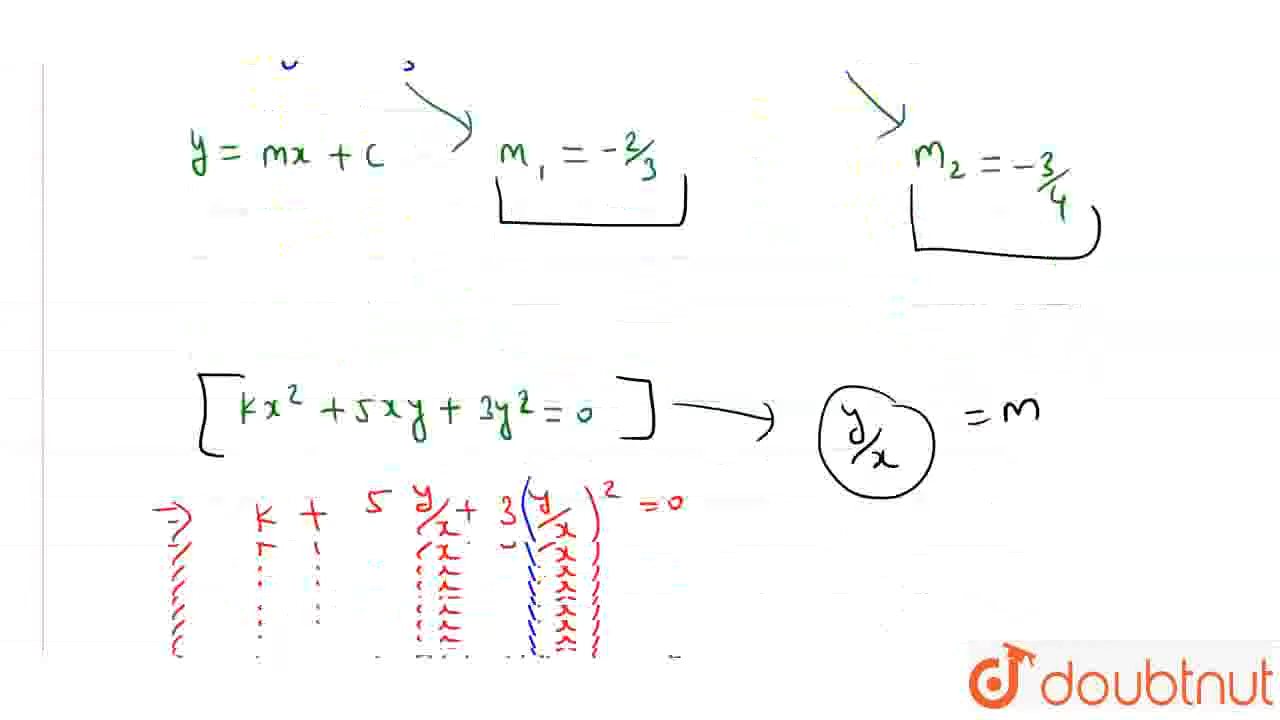 y = mx + c m₁ = -2/3 m₂ = -3/4
[kx² + 5xy + 3y² = 0] → y/x = m
⇒ k + 5 y/x + 3(y/x)² = 0
doubtnut